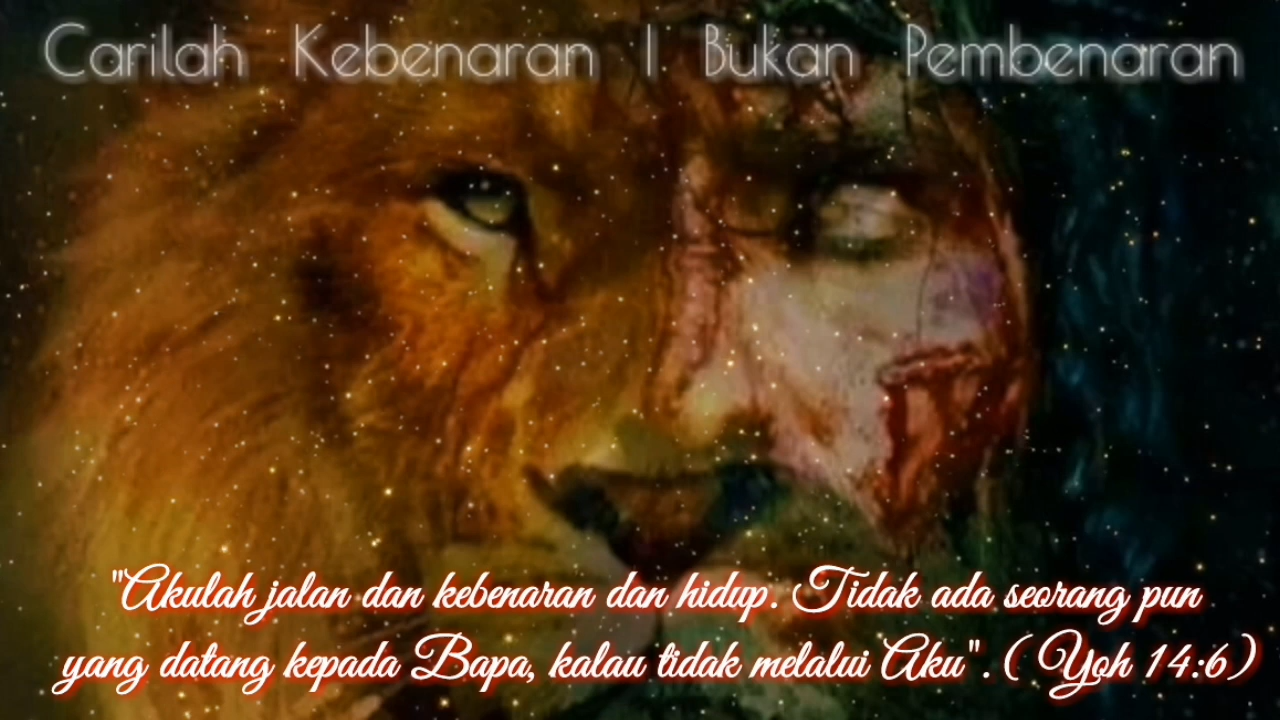 Carilah Kebenaran | Bukan Pembenaran
"Akulah jalan dan kebenaran dan hidup. Tidak ada seorang pun
yang datang kepada Bapa, kalau tidak melalui Aku". ( Yoh 14:6)